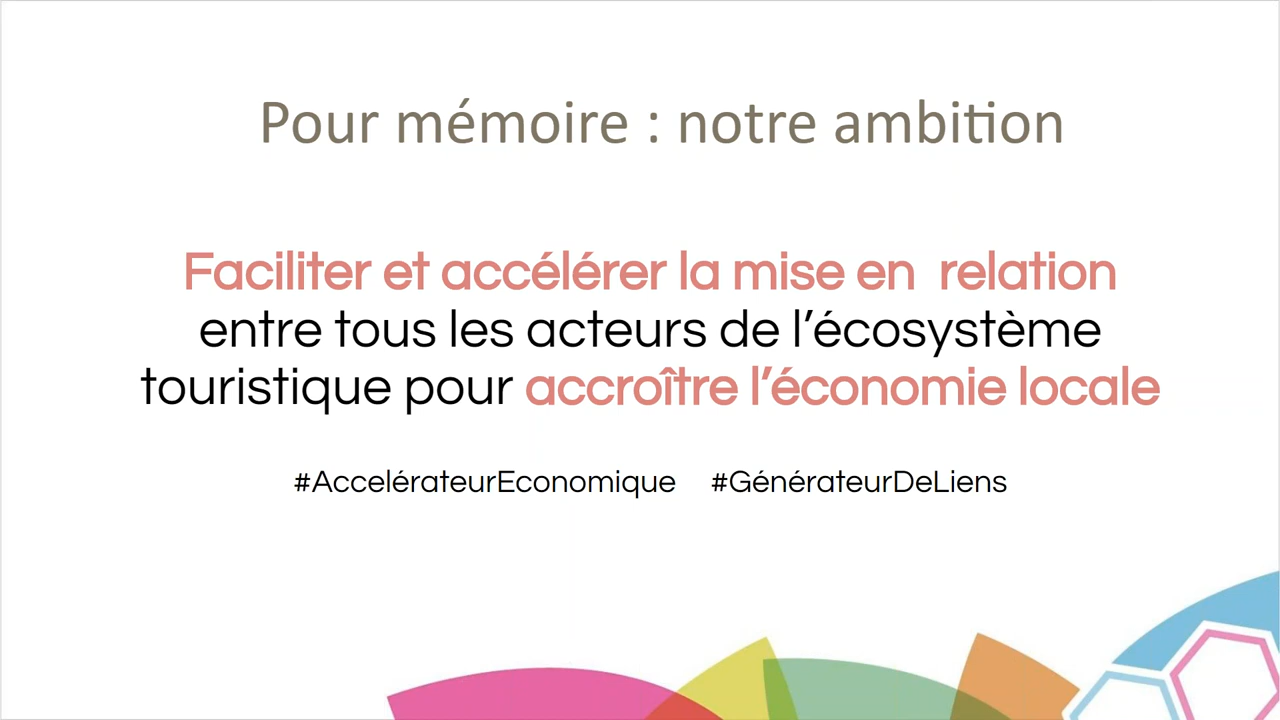 Pour mémoire : notre ambition
Faciliter et accélérer la mise en relation
entre tous les acteurs de l’écosystème
touristique pour accroître l’économie locale
#AccelérateurEconomique #GénérateurDeLiens